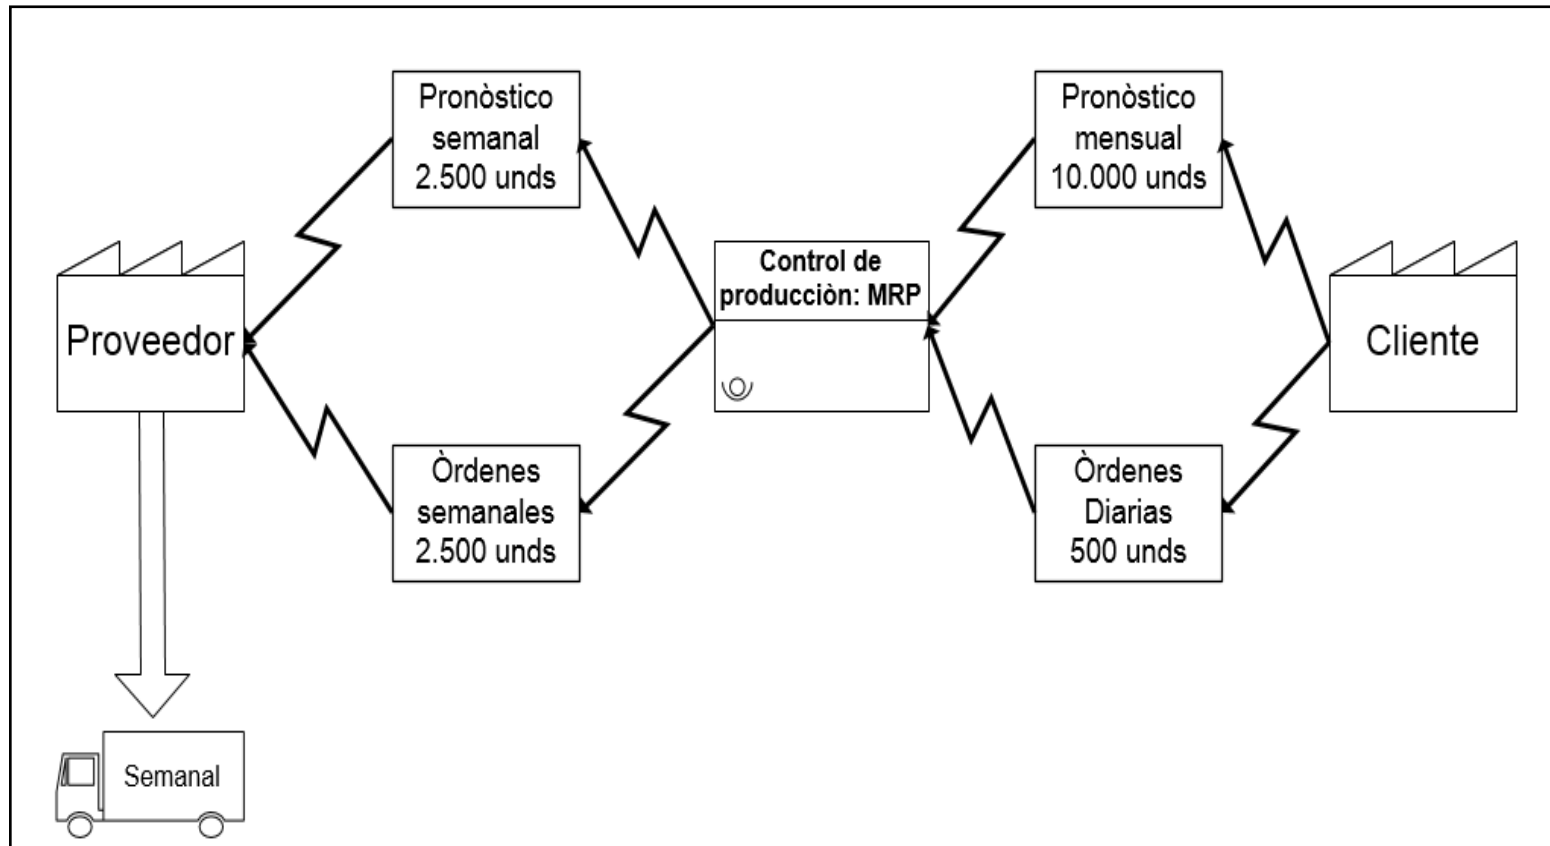 Pronòstico
semanal
2.500 unds
Pronòstico
mensual
10.000 unds
Control de
producciòn: MRP
Proveedor
Cliente
Òrdenes
semanales
2.500 unds
Òrdenes
Diarias
500 unds
Semanal